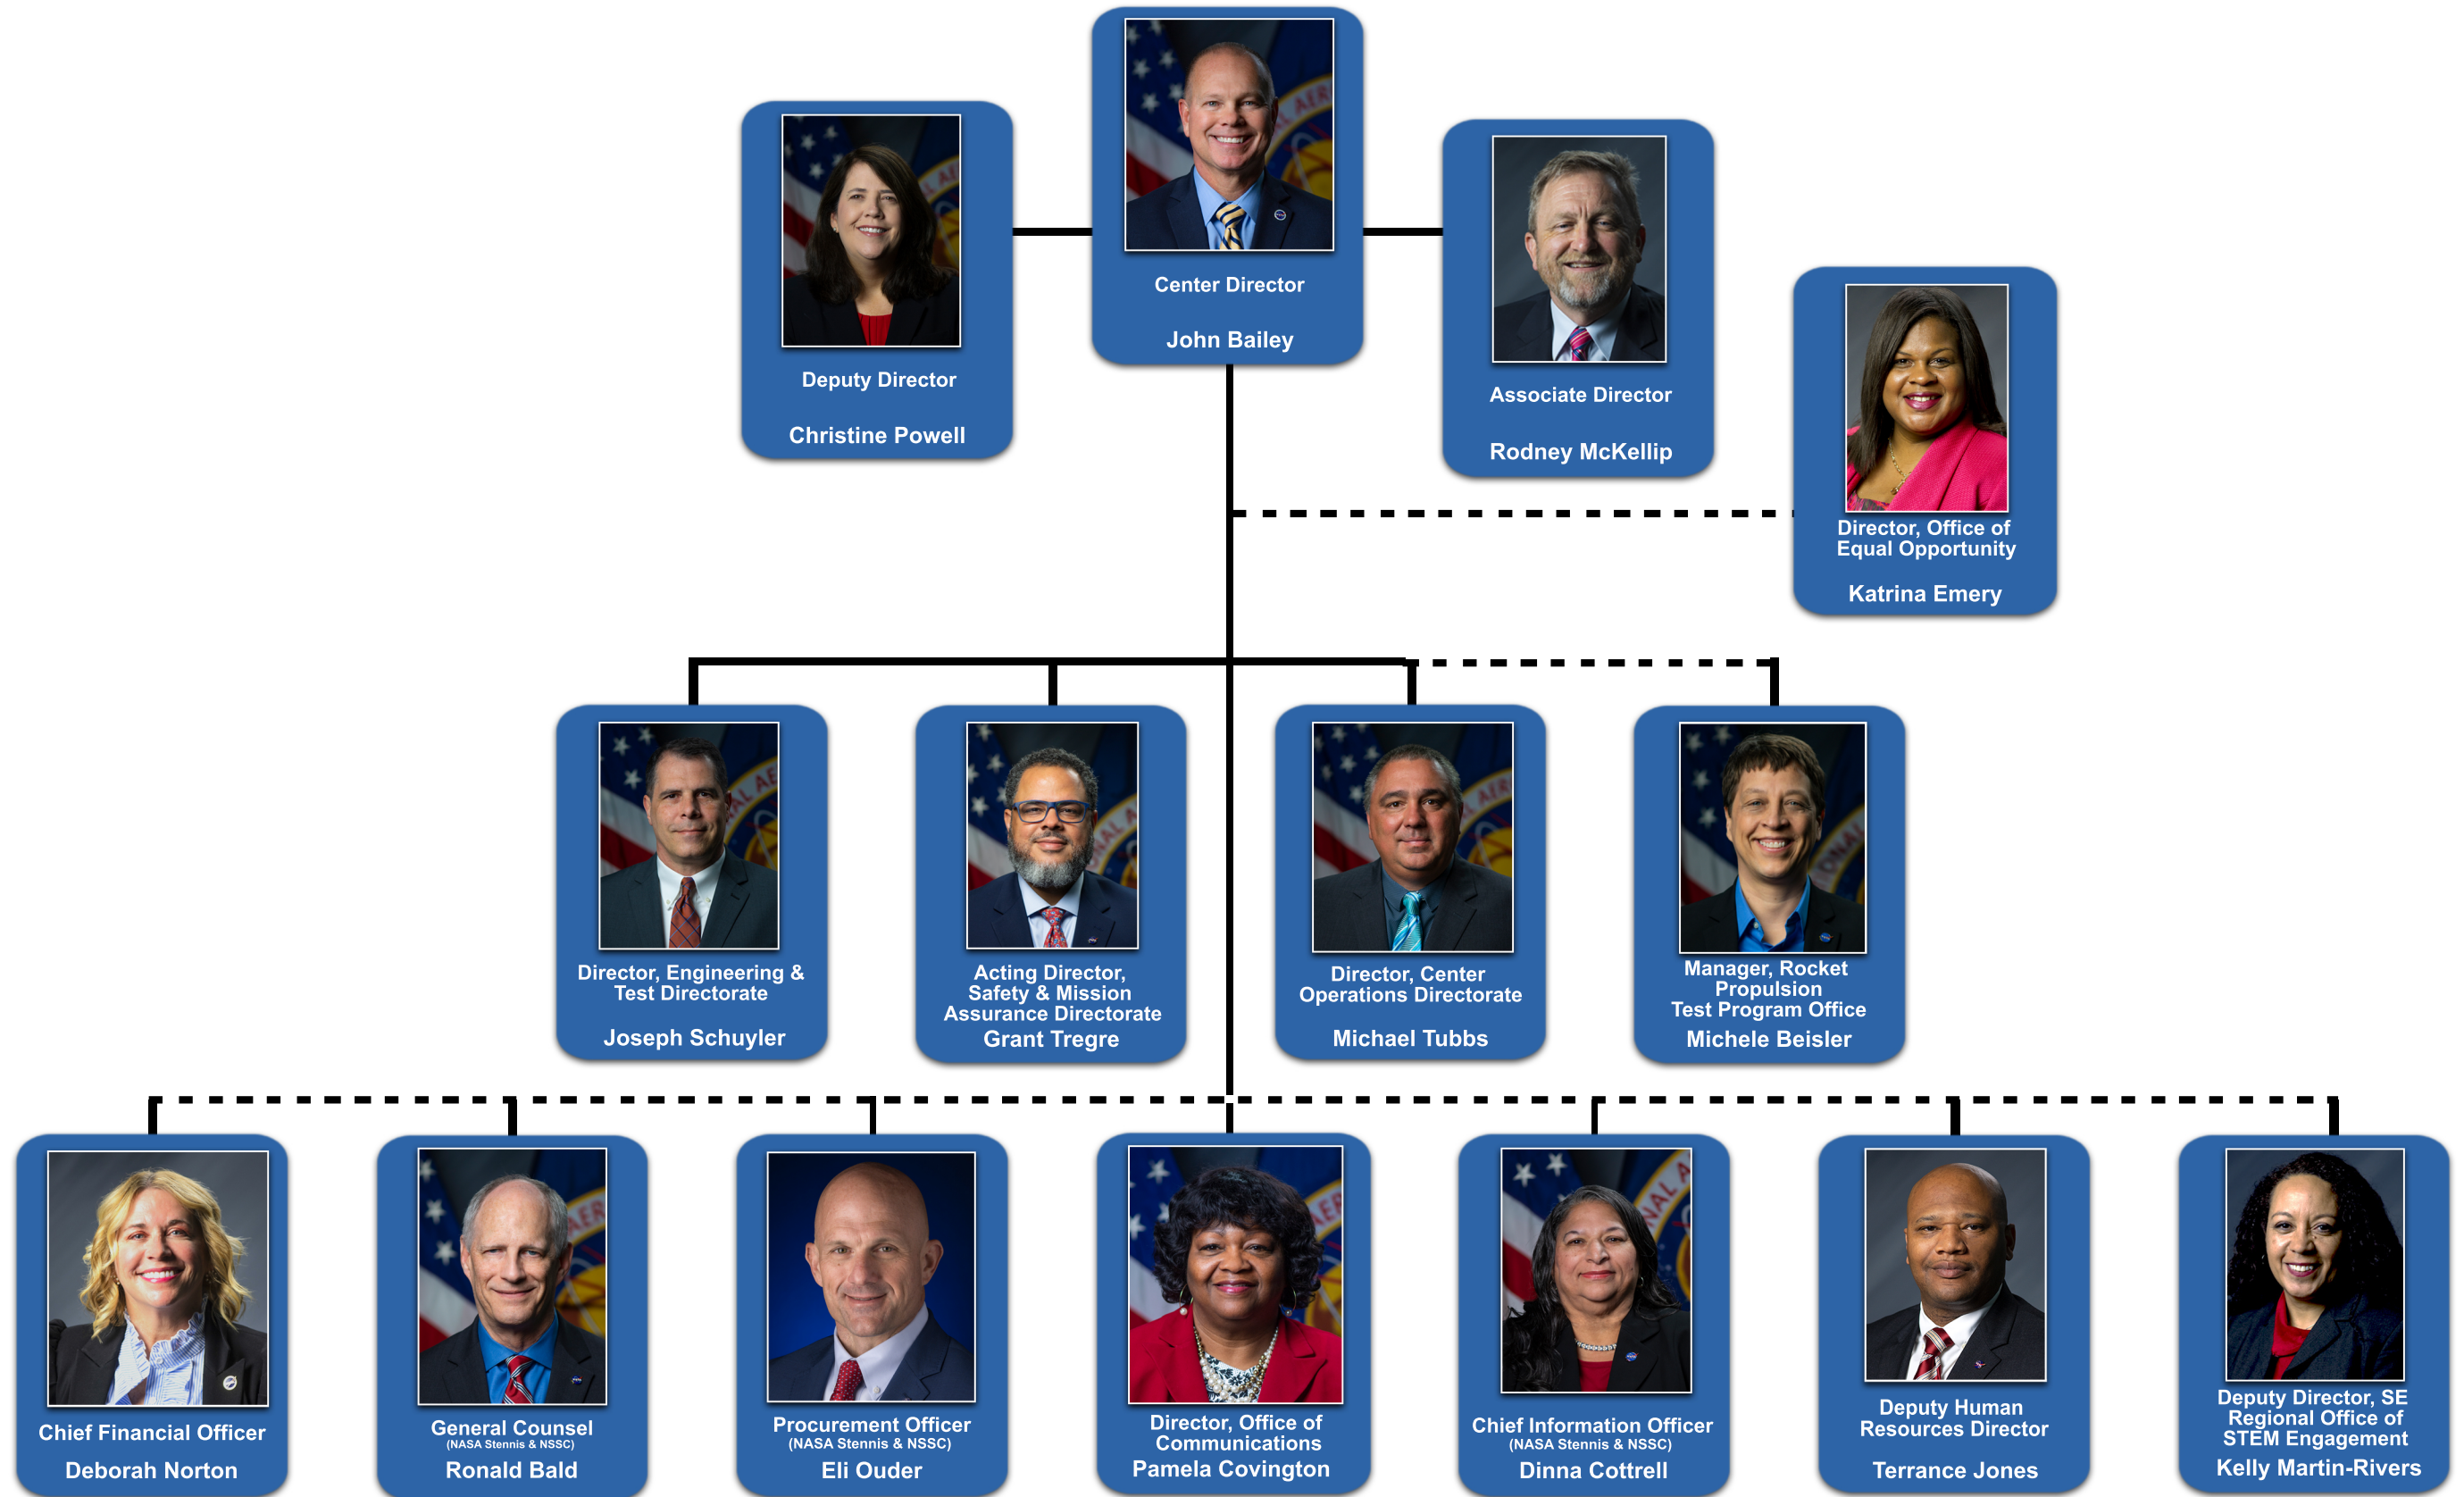 Center Director
John Bailey
Deputy Director
Christine Powell
Associate Director
Rodney McKellip
Director, Office of
Equal Opportunity
Katrina Emery
Director, Engineering &
Test Directorate
Joseph Schuyler
Acting Director,
Safety & Mission
Assurance Directorate
Grant Tregre
Director, Center
Operations Directorate
Michael Tubbs
Manager, Rocket
Propulsion
Test Program Office
Michele Beisler
Chief Financial Officer
Deborah Norton
General Counsel
(NASA Stennis & NSSC)
Ronald Bald
Procurement Officer
(NASA Stennis & NSSC)
Eli Ouder
Director, Office of
Communications
Pamela Covington
Chief Information Officer
(NASA Stennis & NSSC)
Dinna Cottrell
Deputy Human
Resources Director
Terrance Jones
Deputy Director, SE
Regional Office of
STEM Engagement
Kelly Martin-Rivers